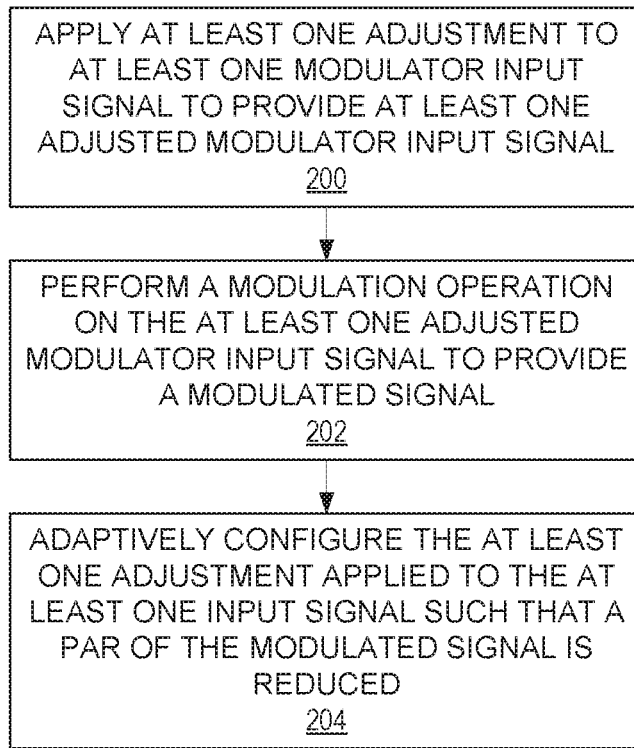 APPLY AT LEAST ONE ADJUSTMENT TO
AT LEAST ONE MODULATOR INPUT
SIGNAL TO PROVIDE AT LEAST ONE
ADJUSTED MODULATOR INPUT SIGNAL
200
PERFORM A MODULATION OPERATION
ON THE AT LEAST ONE ADJUSTED
MODULATOR INPUT SIGNAL TO PROVIDE
A MODULATED SIGNAL
202
ADAPTIVELY CONFIGURE THE AT LEAST
ONE ADJUSTMENT APPLIED TO THE AT
LEAST ONE INPUT SIGNAL SUCH THAT A
PAR OF THE MODULATED SIGNAL IS
REDUCED
204